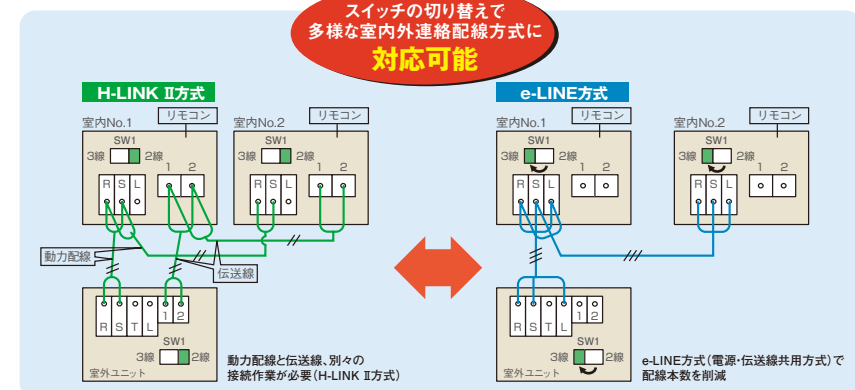 スイッチの切り替えで
多様な室内外連絡配線方式に
対応可能
H-LINK Ⅱ方式
室内No.1
リモコン
SW1
3線
2線
1 2
R S L
室内No.2
リモコン
SW1
3線
2線
1 2
R S L
動力配線
伝送線
R S T L
1 2
SW1
3線
2線
室外ユニット
動力配線と伝送線、別々の
接続作業が必要(H-LINK Ⅱ方式)
e-LINE方式
室内No.1
リモコン
SW1
3線
2線
1 2
R S L
室内No.2
リモコン
SW1
3線
2線
1 2
R S L
R S T L
1 2
SW1
3線
2線
室外ユニット
e-LINE方式(電源・伝送線共用方式)で
配線本数を削減